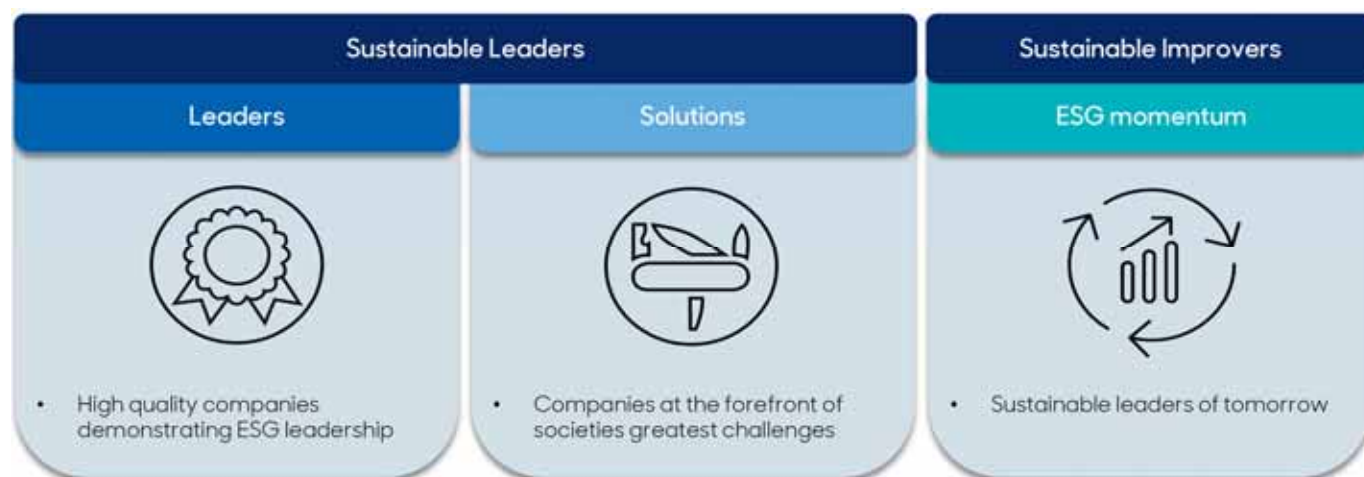 Sustainable Leaders
Sustainable Improvers
Leaders
Solutions
ESG momentum
• High quality companies
demonstrating ESG leadership
• Companies at the forefront of
societies greatest challenges
• Sustainable leaders of tomorrow